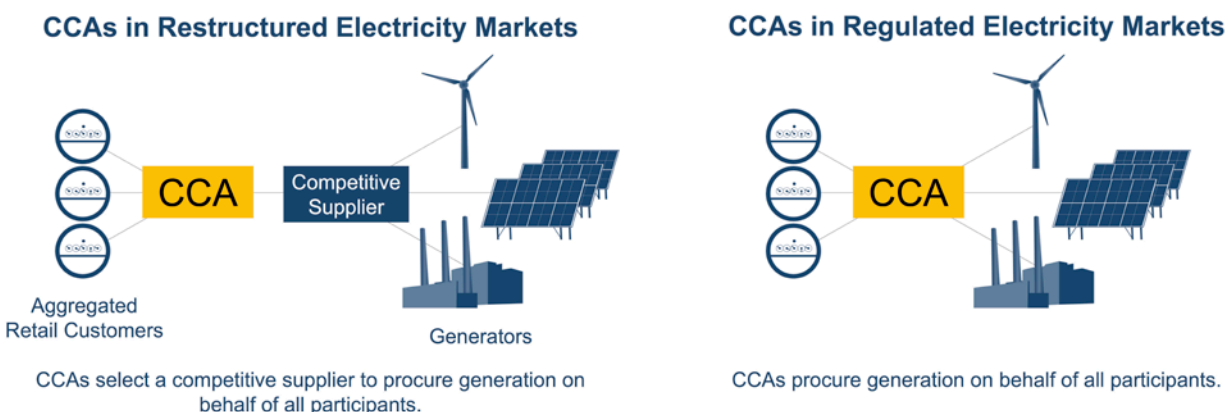 CCAs in Restructured Electricity Markets
CCA
Competitive
Supplier
Aggregated
Retail Customers
Generators
CCAs select a competitive supplier to procure generation on
behalf of all participants.
CCAs in Regulated Electricity Markets
CCA
CCAs procure generation on behalf of all participants.